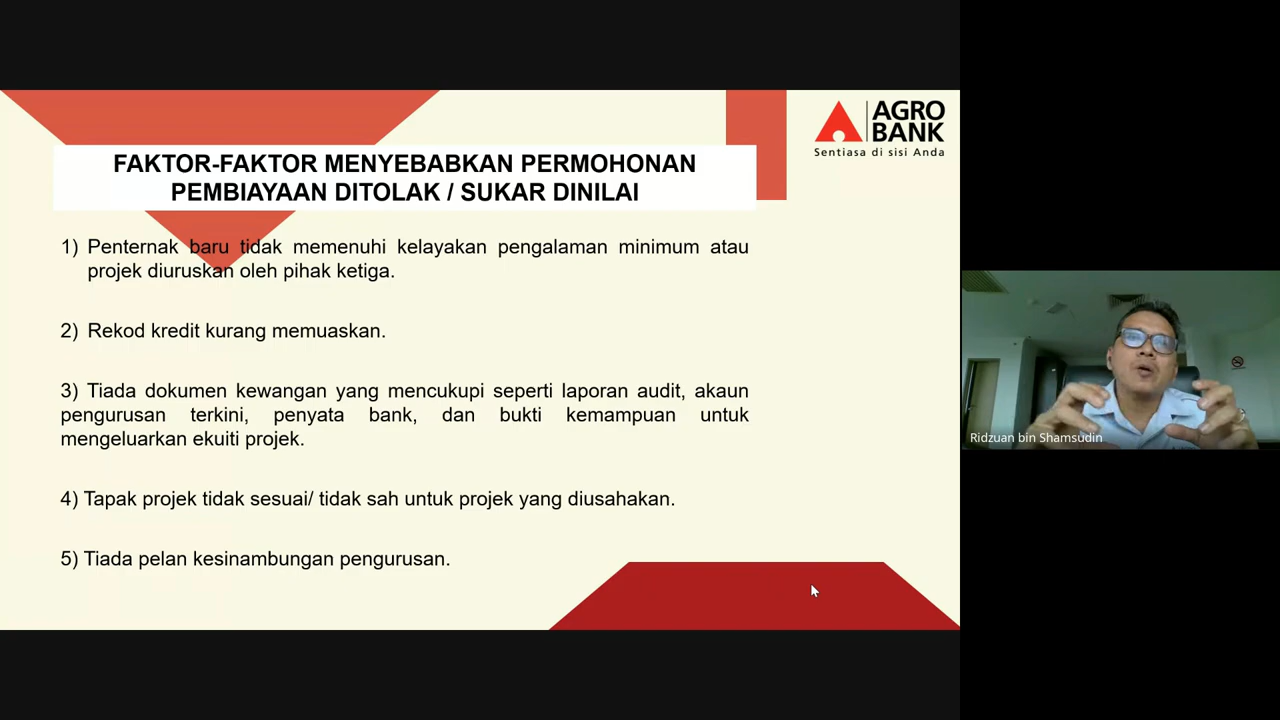 AGRO
BANK
Sentiasa di sisi Anda
FAKTOR-FAKTOR MENYEBABKAN PERMOHONAN
PEMBIAYAAN DITOLAK / SUKAR DINILAI
1) Penternak baru tidak memenuhi kelayakan pengalaman minimum atau
projek diuruskan oleh pihak ketiga.
2) Rekod kredit kurang memuaskan.
3) Tiada dokumen kewangan yang mencukupi seperti laporan audit, akaun
pengurusan terkini, penyata bank, dan bukti kemampuan untuk
mengeluarkan ekuiti projek.
4) Tapak projek tidak sesuai/ tidak sah untuk projek yang diusahakan.
5) Tiada pelan kesinambungan pengurusan.
Ridzuan bin Shamsudin